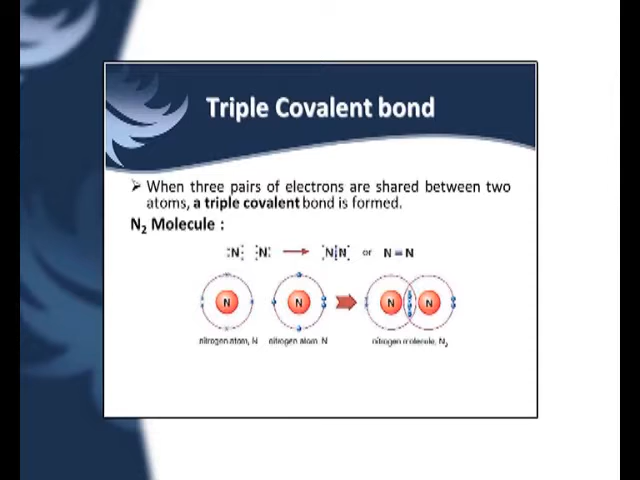 Triple Covalent bond
➤ When three pairs of electrons are shared between two
atoms, a triple covalent bond is formed.
N₂ Molecule :
:N: :N: → :N⋮N: or N ≡ N
N N N N
nitrogen atom, N nitrogen atom N nitrogen molecule, N₂